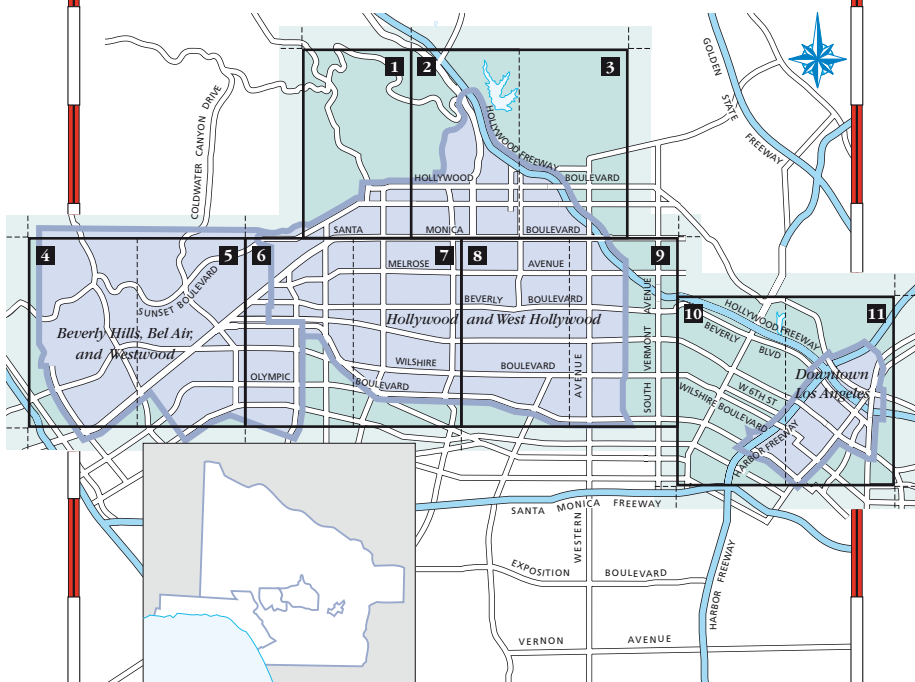 1
2
3
GOLDEN
STATE
FREEWAY
COLDWATER CANYON DRIVE
HOLLYWOOD FREEWAY
HOLLYWOOD BOULEVARD
SANTA MONICA BOULEVARD
4
5
6
7
8
9
MELROSE AVENUE
SUNSET BOULEVARD
BEVERLY BOULEVARD
Beverly Hills, Bel Air,
and Westwood
Hollywood and West Hollywood
WILSHIRE BOULEVARD
BOULEVARD
OLYMPIC
AVENUE
SOUTH VERMONT AVENUE
10
11
HOLLYWOOD FREEWAY
BEVERLY BLVD
W.6TH ST
WILSHIRE BOULEVARD
Downtown
Los Angeles
HARBOR FREEWAY
SANTA MONICA FREEWAY
WESTERN
EXPOSITION BOULEVARD
HARBOR FREEWAY
VERNON AVENUE